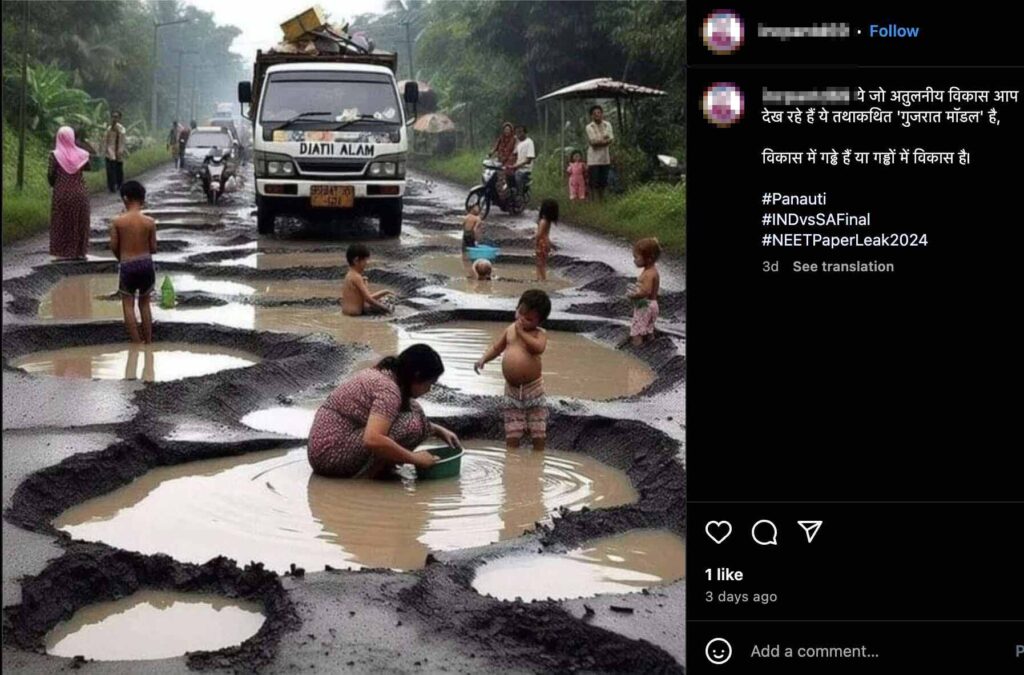 DJATI ALAM
• Follow
ये जो अतुलनीय विकास आप
देख रहे हैं ये तथाकथित 'गुजरात मॉडल' है,
विकास में गड्ढे हैं या गड्ढों में विकास है।
#Panauti
#INDvsSAFinal
#NEETPaperLeak2024
3d See translation
1 like
3 days ago
Add a comment...